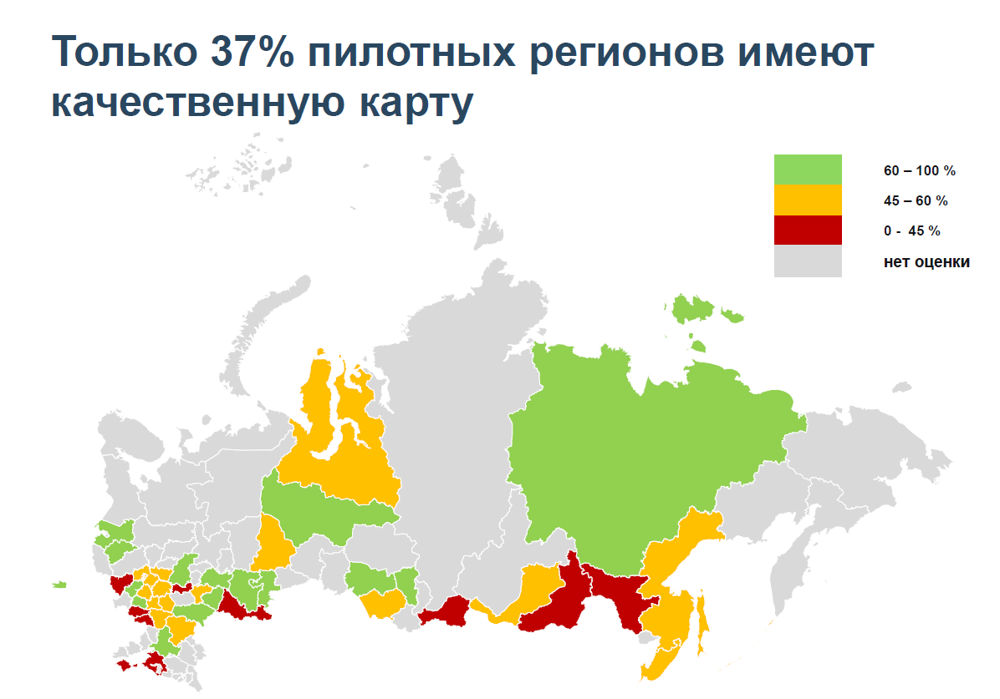 Только 37% пилотных регионов имеют
качественную карту
60 – 100 %
45 – 60 %
0 - 45 %
нет оценки